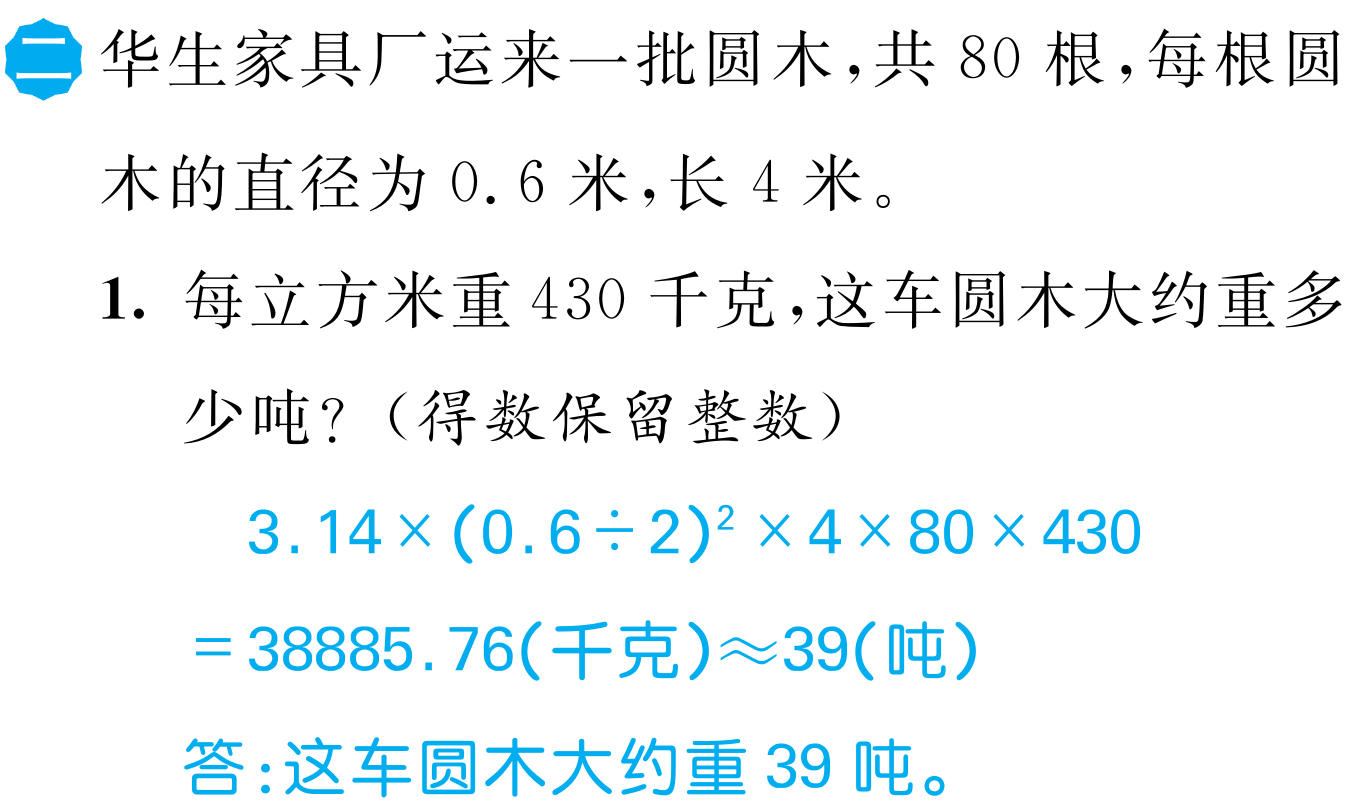 二 华生家具厂运来一批圆木,共 80 根,每根圆
木的直径为 0.6 米,长 4 米。
1. 每立方米重 430 千克,这车圆木大约重多
少吨?(得数保留整数)
3.14×(0.6÷2)²×4×80×430
=38885.76(千克)≈39(吨)
答:这车圆木大约重 39 吨。